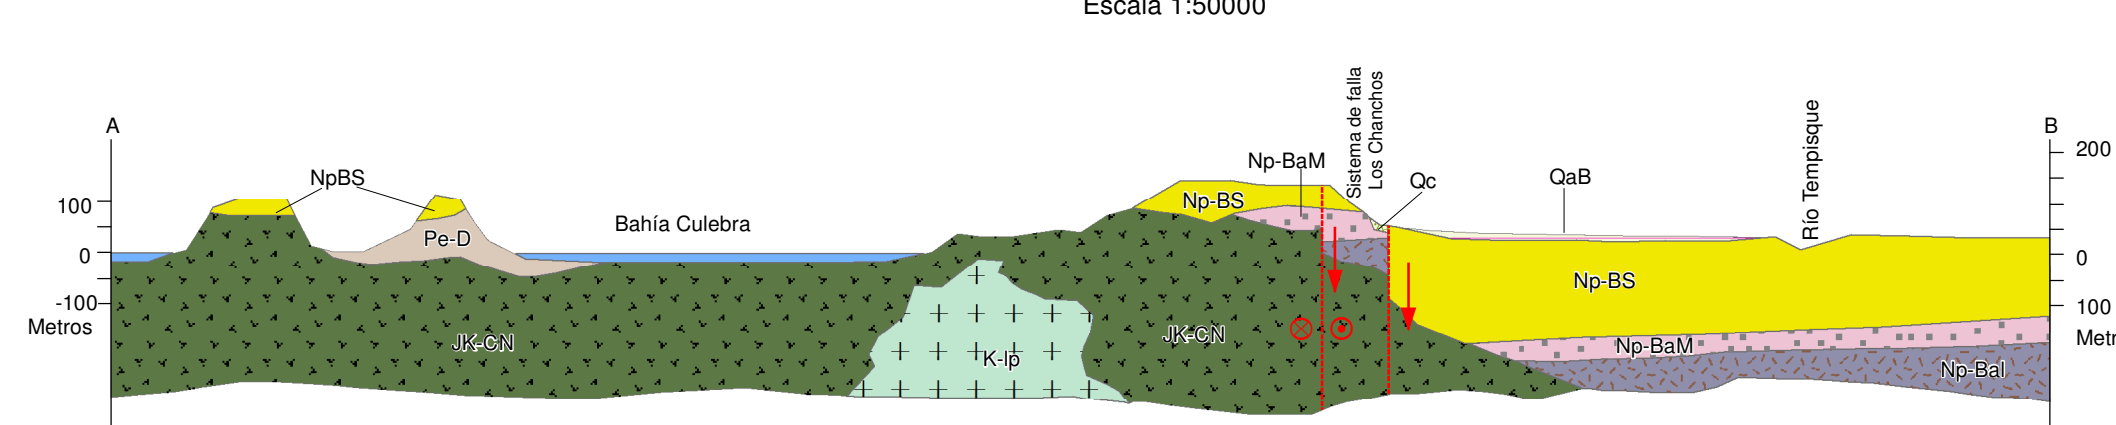 Escala 1:50000
A
B
Sistema de falla
Los Chanchos
Río Tempisque
200
Np-BaM
NpBS
Qc
QaB
100
Np-BS
Bahía Culebra
Pe-D
0
0
Np-BS
-100
100
Metros
JK-CN
JK-CN
K-Ip
Np-BaM
Metr
Np-BaI